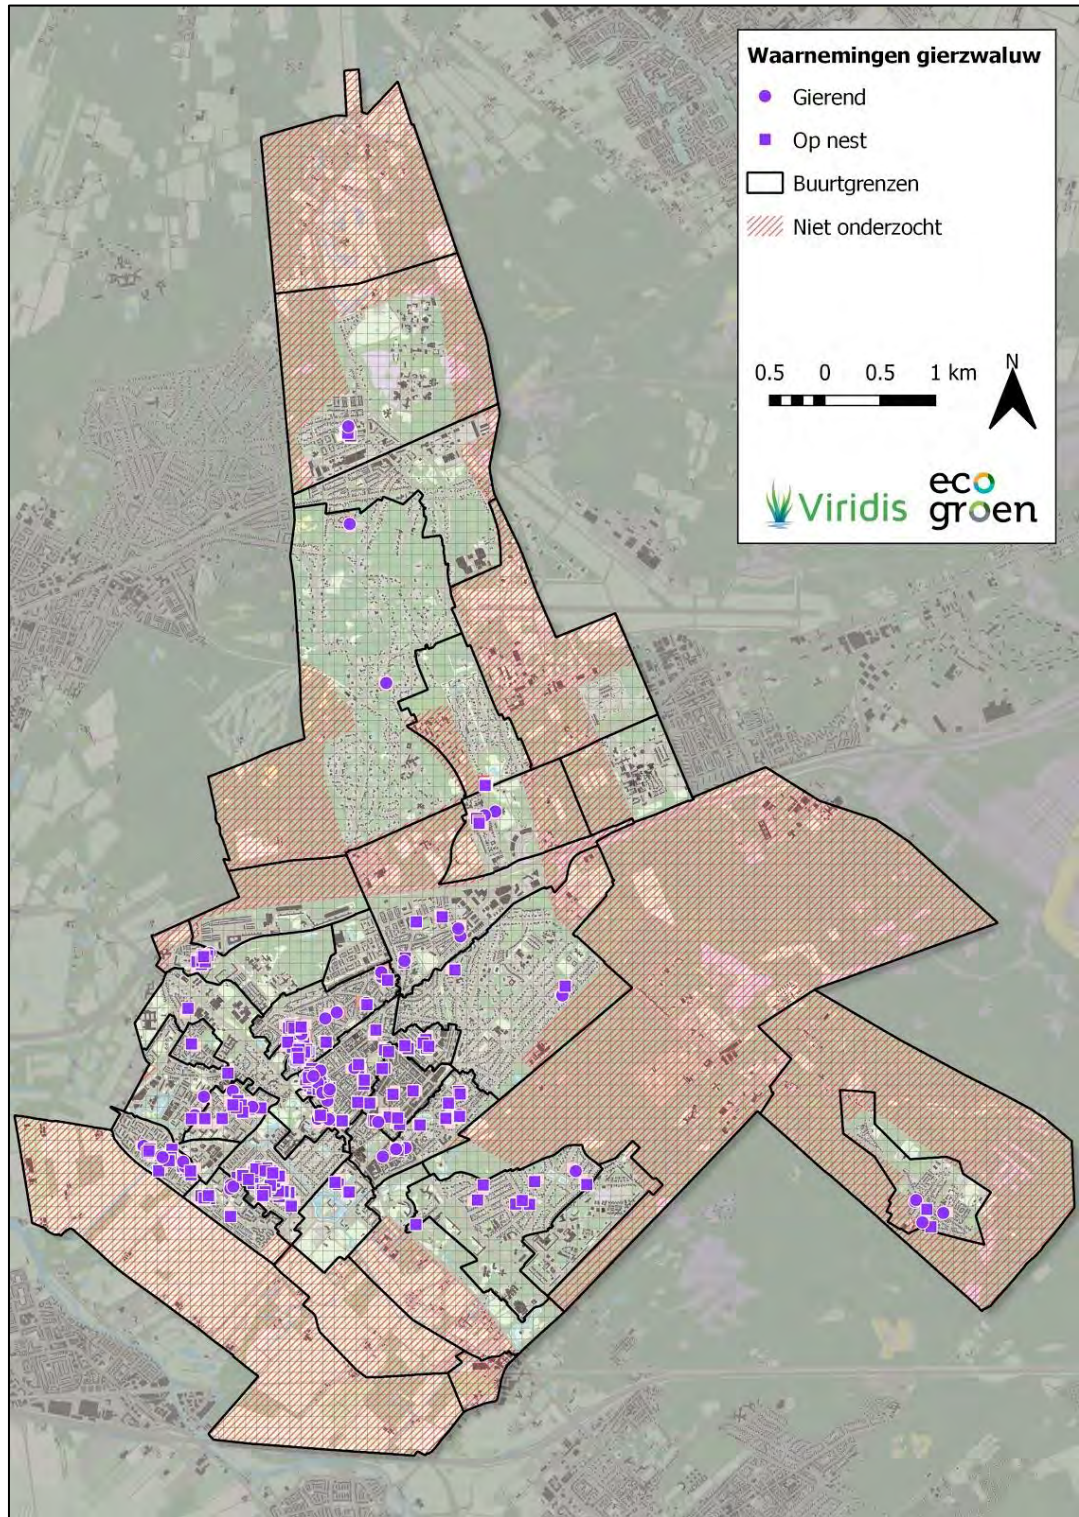 Waarnemingen gierzwaluw
Gierend
Op nest
Buurtgrenzen
Niet onderzocht
0.5 0 0.5 1 km
N
Viridis
eco
groen